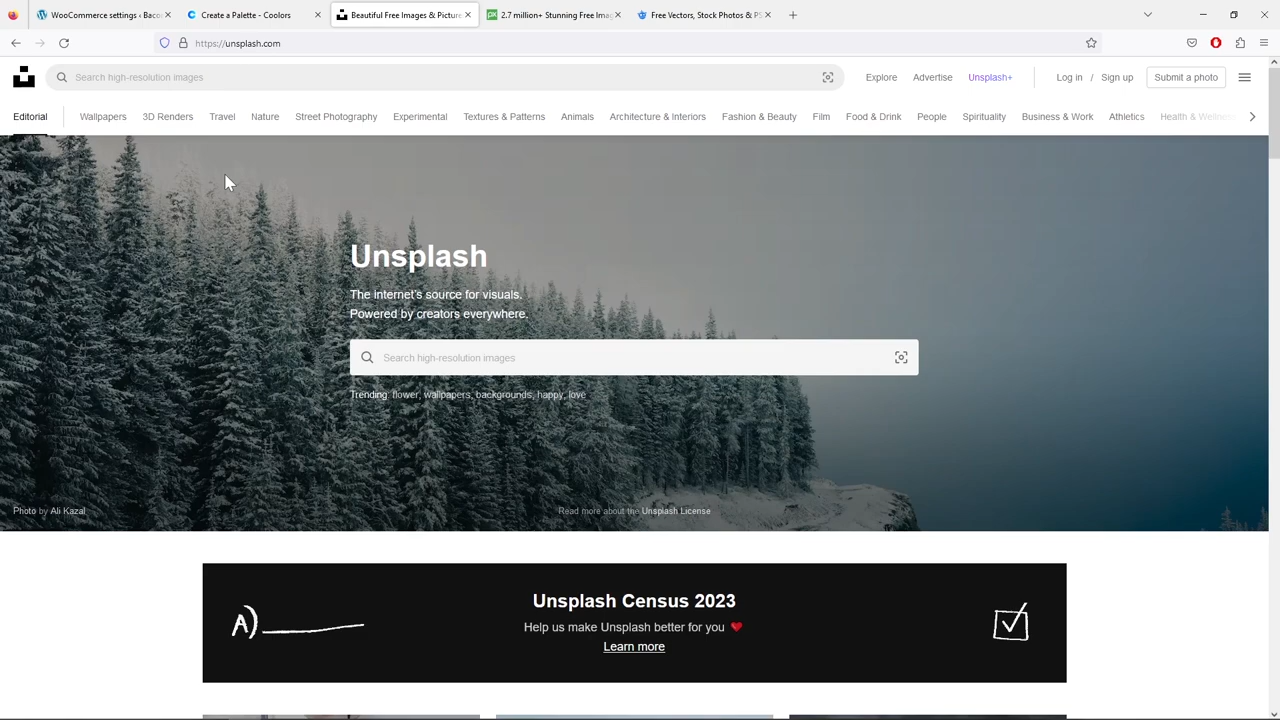 WooCommerce settings ‹ Baco
Create a Palette - Coolors
Beautiful Free Images & Picture
2.7 million+ Stunning Free Imag
Free Vectors, Stock Photos & PS
https://unsplash.com
Search high-resolution images
Explore
Advertise
Unsplash+
Log in / Sign up
Submit a photo
Editorial
Wallpapers
3D Renders
Travel
Nature
Street Photography
Experimental
Textures & Patterns
Animals
Architecture & Interiors
Fashion & Beauty
Film
Food & Drink
People
Spirituality
Business & Work
Athletics
Health & Wellness
Unsplash
The internet's source for visuals.
Powered by creators everywhere.
Search high-resolution images
Trending: flower, wallpapers, backgrounds, happy, love
Photo by Ali Kazal
Read more about the Unsplash License
A)
Unsplash Census 2023
Help us make Unsplash better for you
Learn more